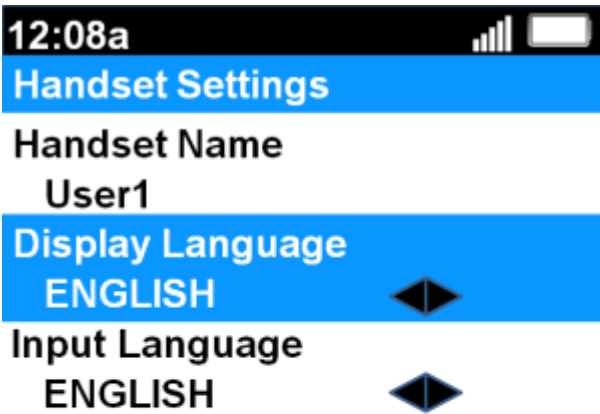 12:08a
Handset Settings
Handset Name
User1
Display Language
ENGLISH
Input Language
ENGLISH